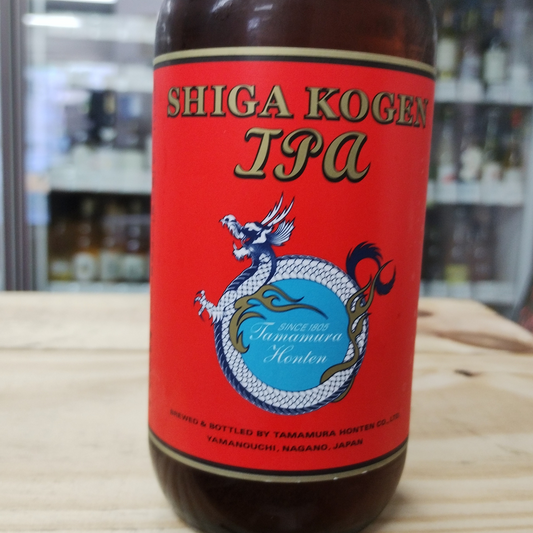 SHIGA KOGEN
IPA
SINCE 1805
Tamamura
Honten
BREWED & BOTTLED BY TAMAMURA HONTEN CO., LTD.
YAMANOUCHI, NAGANO, JAPAN